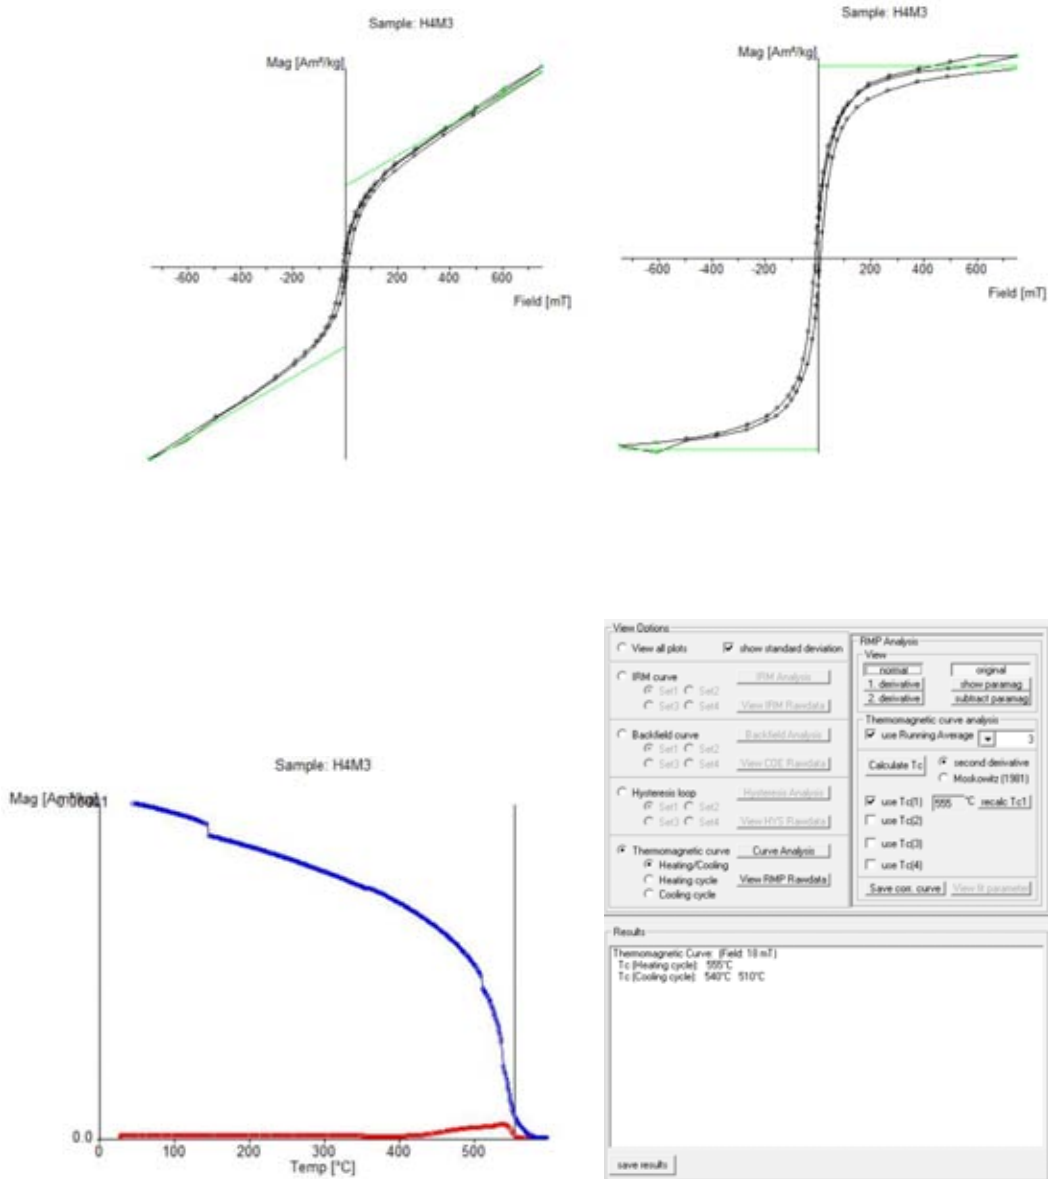 Sample: H4M3
Mag [Am²/kg]
-600 -400 -200 200 400 600
Field [mT]
Sample: H4M3
Mag [Am²/kg]
-600 -400 -200 200 400 600
Field [mT]
Sample: H4M3
Mag [Am²/kg]
0.0
0 100 200 300 400 500
Temp [°C]
View Options
View all plots show standard deviation
IRM curve IRM Analysis
Set1 Set2
Set3 Set4 View IRM Rawdata
Backfield curve Backfield Analysis
Set1 Set2
Set3 Set4 View COE Rawdata
Hysteresis loop Hysteresis Analysis
Set1 Set2
Set3 Set4 View HYS Rawdata
Thermomagnetic curve Curve Analysis
Heating/Cooling
Heating cycle View RMP Rawdata
Cooling cycle
RMP Analysis
View
normal original
1. derivative show paramag
2. derivative subtract paramag
Thermomagnetic curve analysis
use Running Average 3
Calculate Tc second derivative
Moskowitz (1981)
use Tc(1) 555 °C recalc Tc1
use Tc(2)
use Tc(3)
use Tc(4)
Save corr. curve View fit parameter
Results
Thermomagnetic Curve: (Field: 18 mT)
Tc (Heating cycle): 555°C
Tc (Cooling cycle): 540°C 510°C
save results